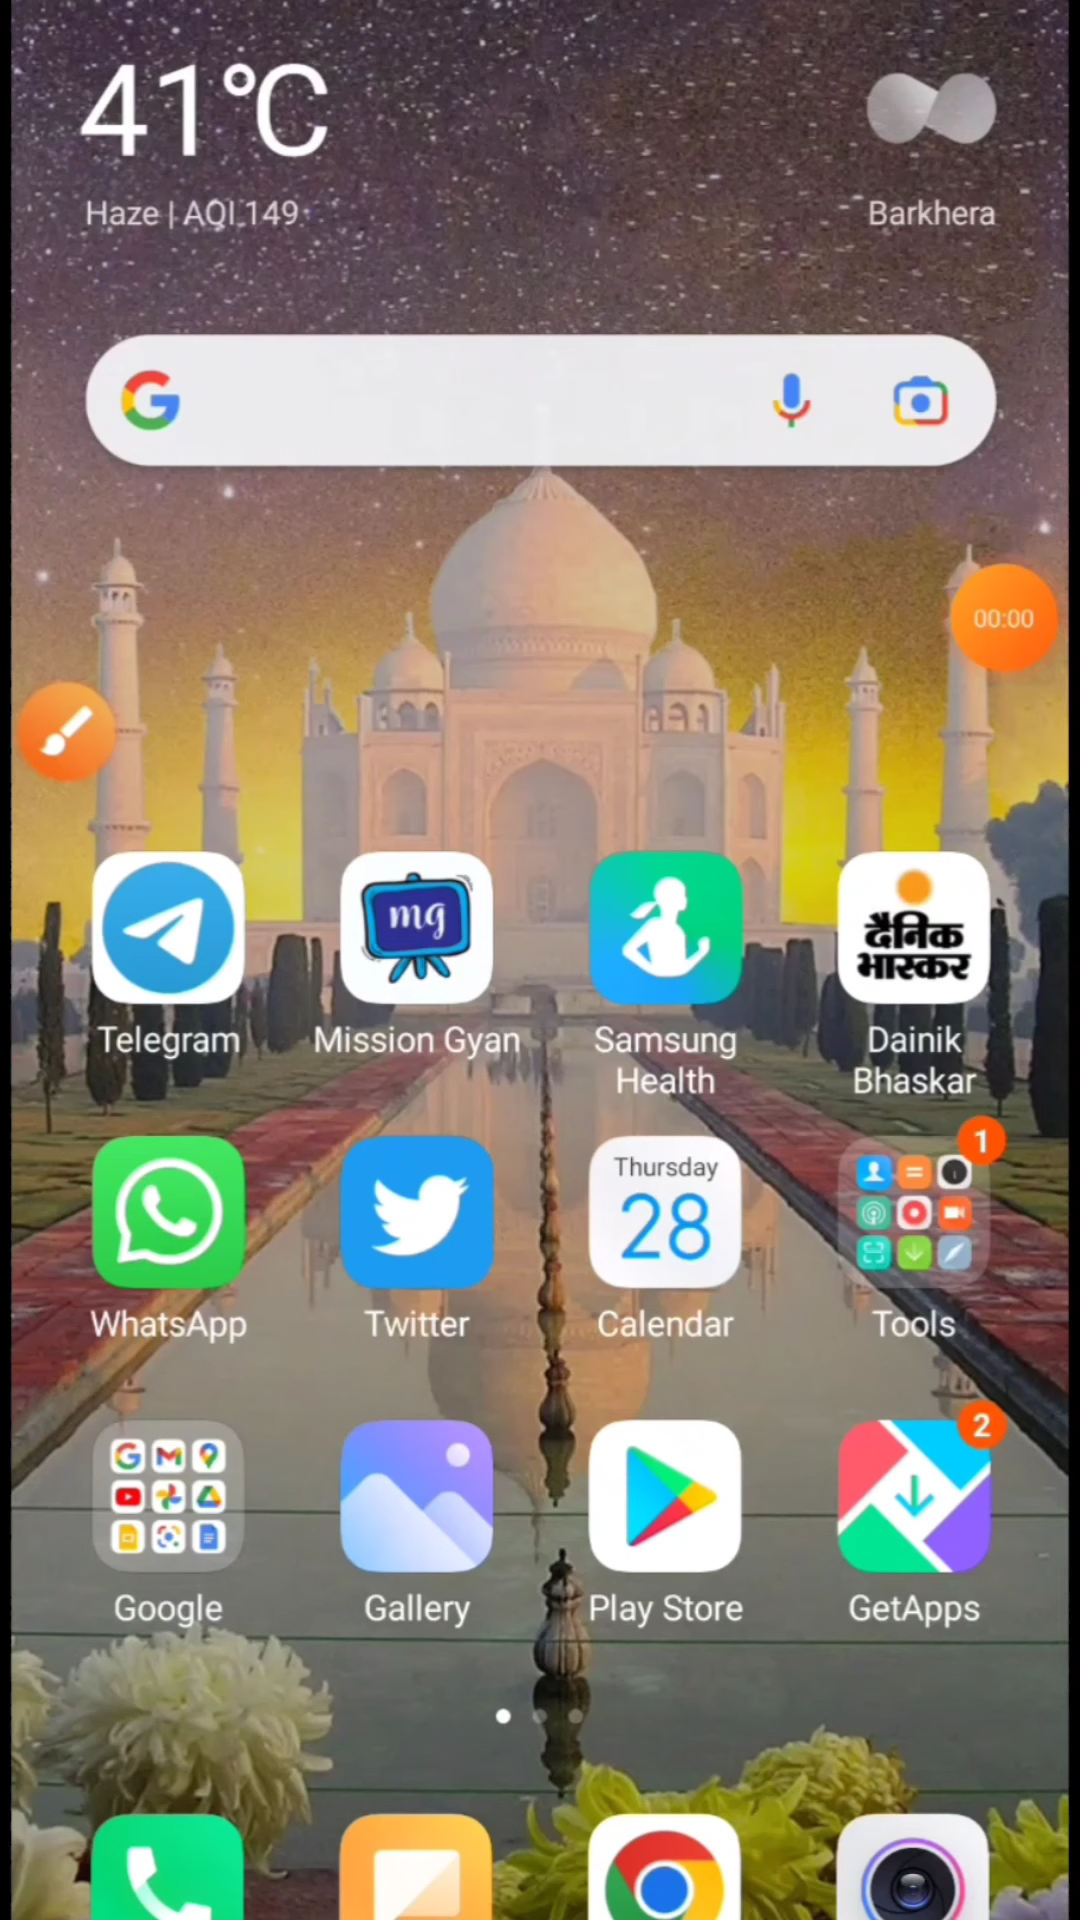 41°C
Haze | AQI 149
Barkhera
00:00
mg
दैनिक
भास्कर
Telegram
Mission Gyan
Samsung
Health
Dainik
Bhaskar
Thursday
28
1
WhatsApp
Twitter
Calendar
Tools
2
Google
Gallery
Play Store
GetApps